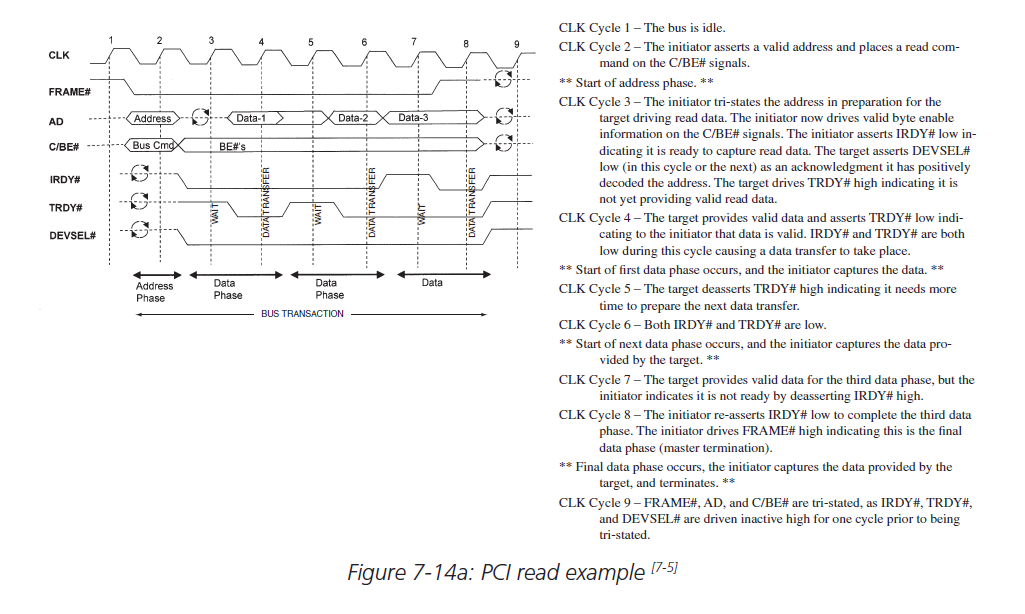 1 2 3 4 5 6 7 8 9
CLK
FRAME#
AD
Address
Data-1
Data-2
Data-3
C/BE#
Bus Cmd
BE#'s
IRDY#
TRDY#
DEVSEL#
WAIT
DATA TRANSFER
WAIT
DATA TRANSFER
WAIT
DATA TRANSFER
Address
Phase
Data
Phase
Data
Phase
Data
BUS TRANSACTION
CLK Cycle 1 – The bus is idle.
CLK Cycle 2 – The initiator asserts a valid address and places a read com-
mand on the C/BE# signals.
** Start of address phase. **
CLK Cycle 3 – The initiator tri-states the address in preparation for the
target driving read data. The initiator now drives valid byte enable
information on the C/BE# signals. The initiator asserts IRDY# low in-
dicating it is ready to capture read data. The target asserts DEVSEL#
low (in this cycle or the next) as an acknowledgment it has positively
decoded the address. The target drives TRDY# high indicating it is
not yet providing valid read data.
CLK Cycle 4 – The target provides valid data and asserts TRDY# low indi-
cating to the initiator that data is valid. IRDY# and TRDY# are both
low during this cycle causing a data transfer to take place.
** Start of first data phase occurs, and the initiator captures the data. **
CLK Cycle 5 – The target deasserts TRDY# high indicating it needs more
time to prepare the next data transfer.
CLK Cycle 6 – Both IRDY# and TRDY# are low.
** Start of next data phase occurs, and the initiator captures the data pro-
vided by the target. **
CLK Cycle 7 – The target provides valid data for the third data phase, but the
initiator indicates it is not ready by deasserting IRDY# high.
CLK Cycle 8 – The initiator re-asserts IRDY# low to complete the third data
phase. The initiator drives FRAME# high indicating this is the final
data phase (master termination).
** Final data phase occurs, the initiator captures the data provided by the
target, and terminates. **
CLK Cycle 9 – FRAME#, AD, and C/BE# are tri-stated, as IRDY#, TRDY#,
and DEVSEL# are driven inactive high for one cycle prior to being
tri-stated.
Figure 7-14a: PCI read example [7-5]